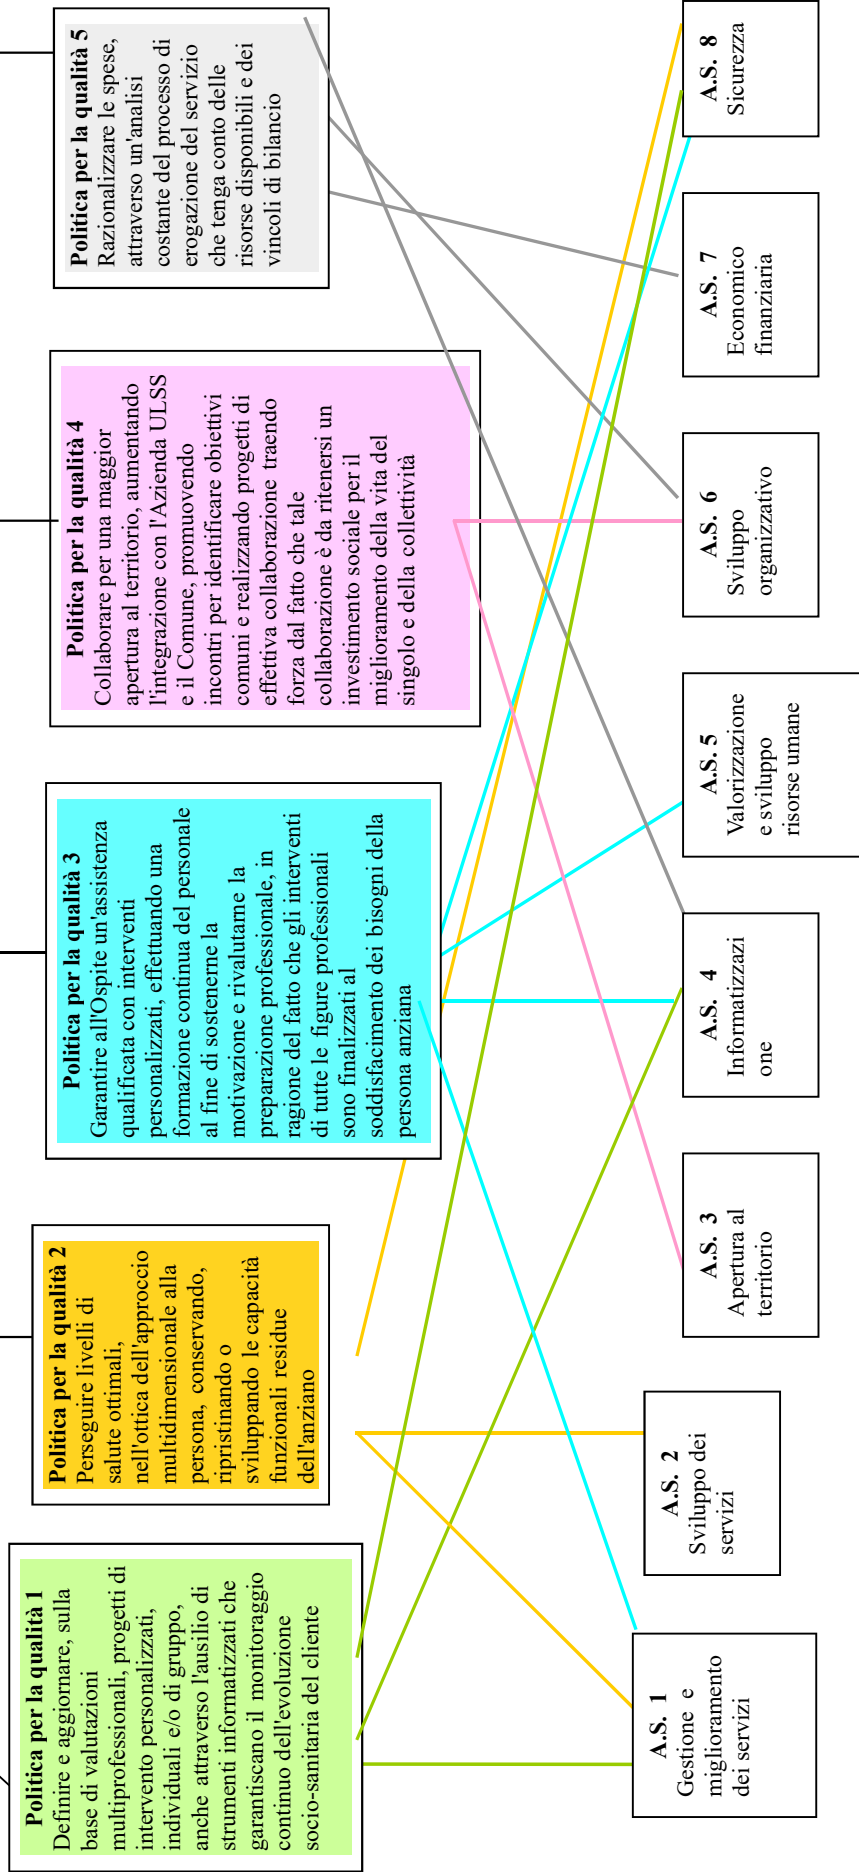 Politica per la qualità 1
Definire e aggiornare, sulla
base di valutazioni
multiprofessionali, progetti di
intervento personalizzati,
individuali e/o di gruppo,
anche attraverso l'ausilio di
strumenti informatizzati che
garantiscano il monitoraggio
continuo dell'evoluzione
socio-sanitaria del cliente
Politica per la qualità 2
Perseguire livelli di
salute ottimali,
nell'ottica dell'approccio
multidimensionale alla
persona, conservando,
ripristinando o
sviluppando le capacità
funzionali residue
dell'anziano
Politica per la qualità 3
Garantire all'Ospite un'assistenza
qualificata con interventi
personalizzati, effettuando una
formazione continua del personale
al fine di sostenerne la
motivazione e rivalutarne la
preparazione professionale, in
ragione del fatto che gli interventi
di tutte le figure professionali
sono finalizzati al
soddisfacimento dei bisogni della
persona anziana
Politica per la qualità 4
Collaborare per una maggior
apertura al territorio, aumentando
l'integrazione con l'Azienda ULSS
e il Comune, promuovendo
incontri per identificare obiettivi
comuni e realizzando progetti di
effettiva collaborazione traendo
forza dal fatto che tale
collaborazione è da ritenersi un
investimento sociale per il
miglioramento della vita del
singolo e della collettività
Politica per la qualità 5
Razionalizzare le spese,
attraverso un'analisi
costante del processo di
erogazione del servizio
che tenga conto delle
risorse disponibili e dei
vincoli di bilancio
A.S. 1
Gestione e
miglioramento
dei servizi
A.S. 2
Sviluppo dei
servizi
A.S. 3
Apertura al
territorio
A.S. 4
Informatizzazi
one
A.S. 5
Valorizzazione
e sviluppo
risorse umane
A.S. 6
Sviluppo
organizzativo
A.S. 7
Economico
finanziaria
A.S. 8
Sicurezza